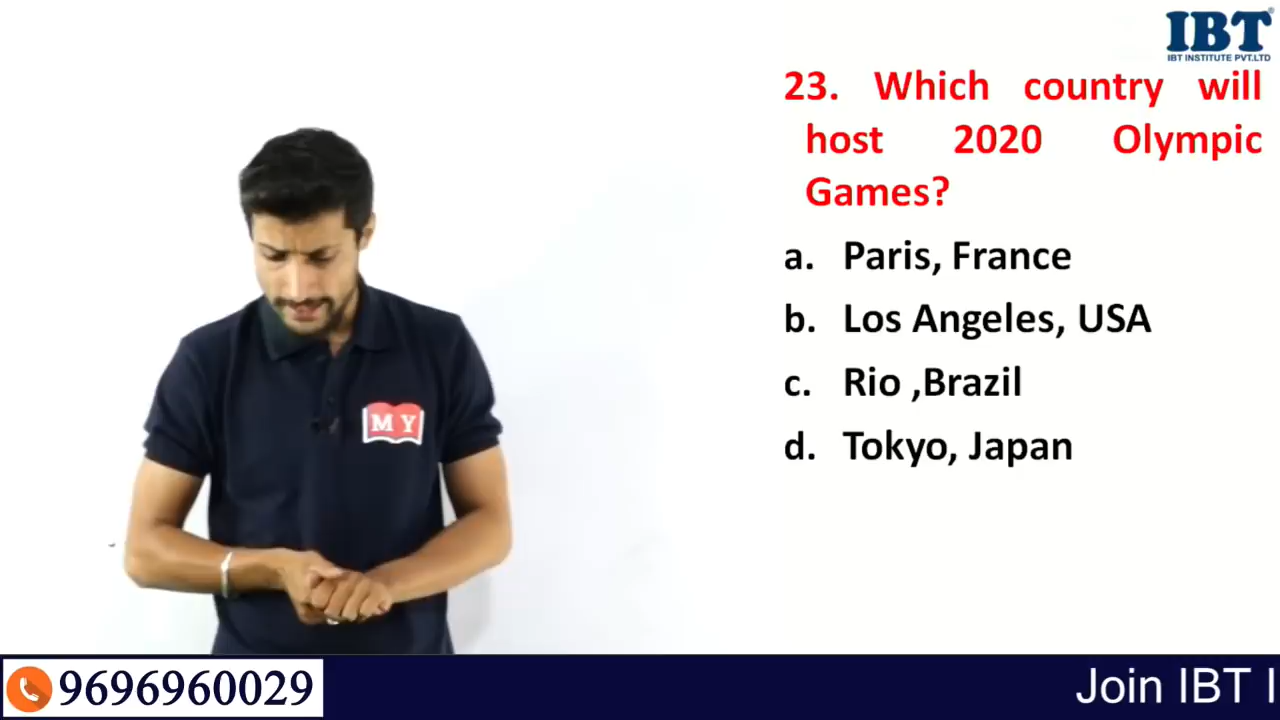 IBT
IBT INSTITUTE PVT.LTD
23. Which country will
host 2020 Olympic
Games?
a. Paris, France
b. Los Angeles, USA
c. Rio ,Brazil
d. Tokyo, Japan
M Y
9696960029
Join IBT I